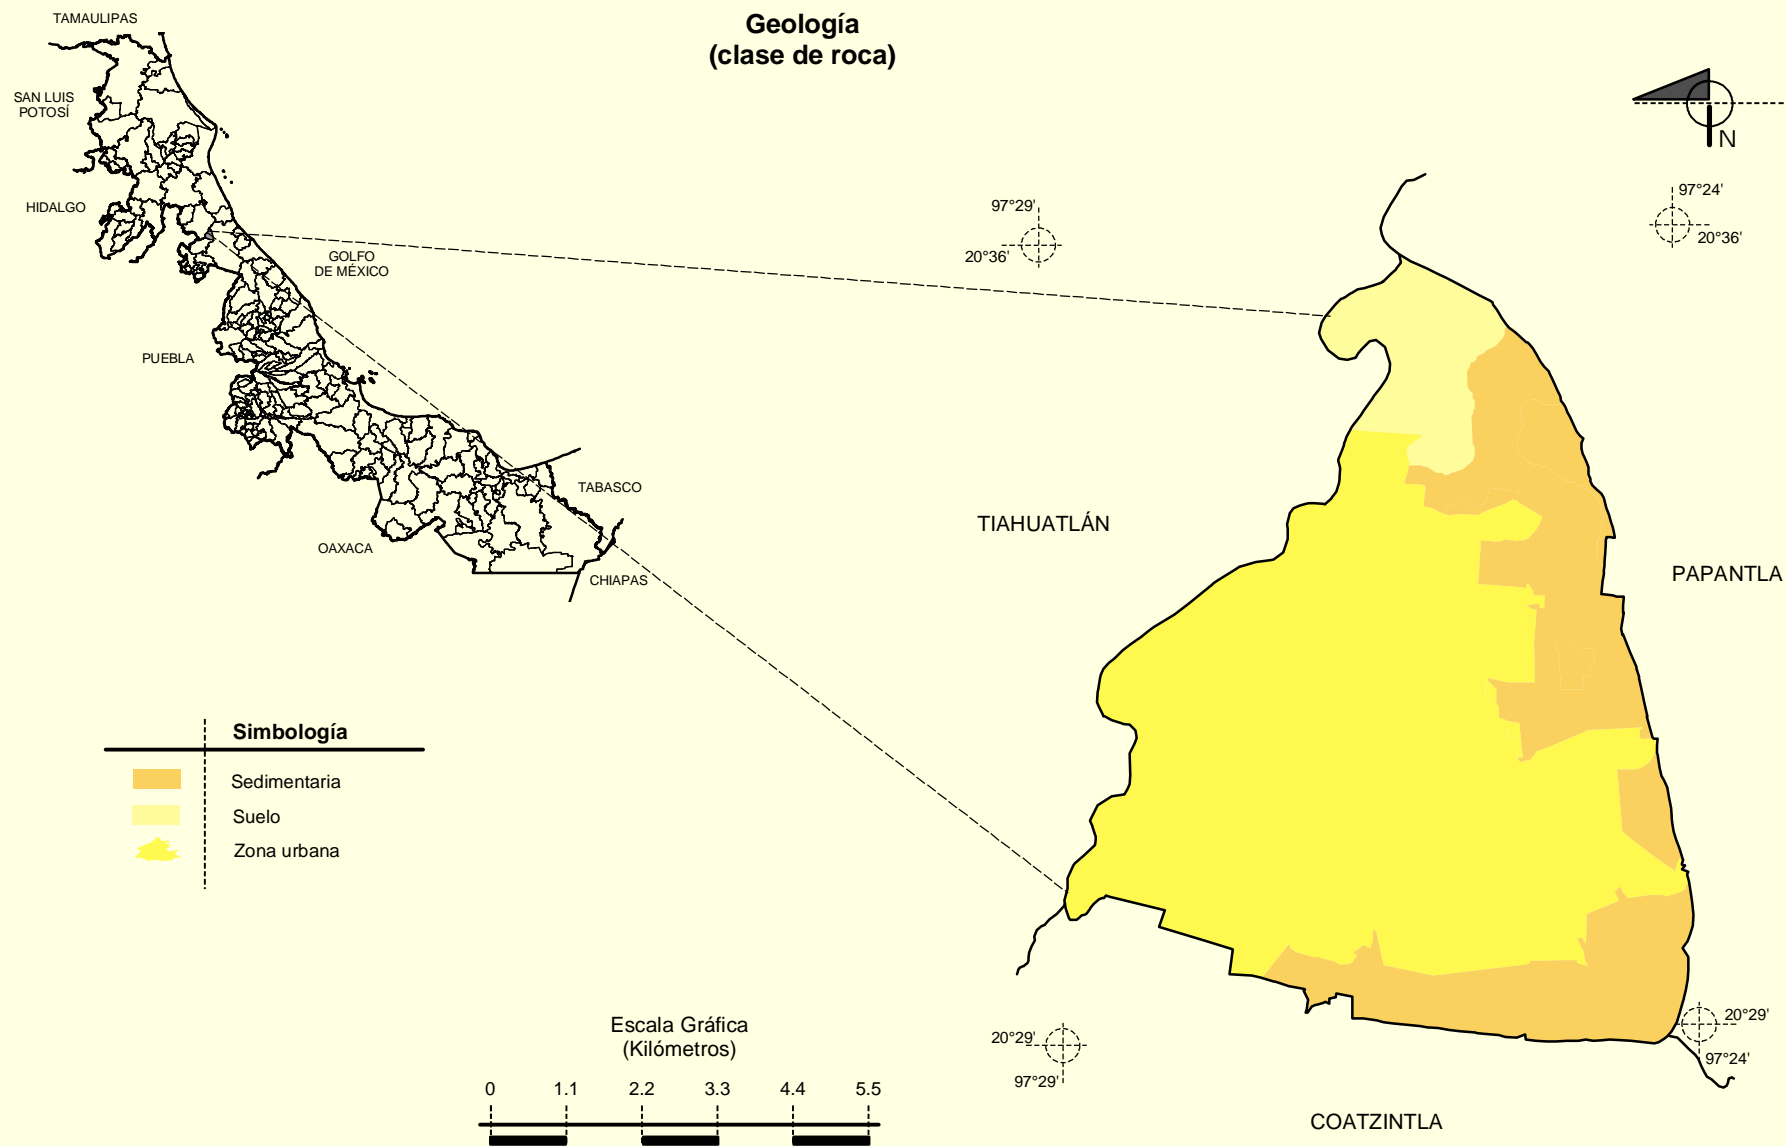 Geología
(clase de roca)
TAMAULIPAS
SAN LUIS
POTOSÍ
HIDALGO
GOLFO
DE MÉXICO
PUEBLA
OAXACA
TABASCO
CHIAPAS
N
97°29'
20°36'
97°24'
20°36'
TIAHUATLÁN
PAPANTLA
Simbología
Sedimentaria
Suelo
Zona urbana
Escala Gráfica
(Kilómetros)
0 1.1 2.2 3.3 4.4 5.5
20°29'
97°29'
20°29'
97°24'
COATZINTLA